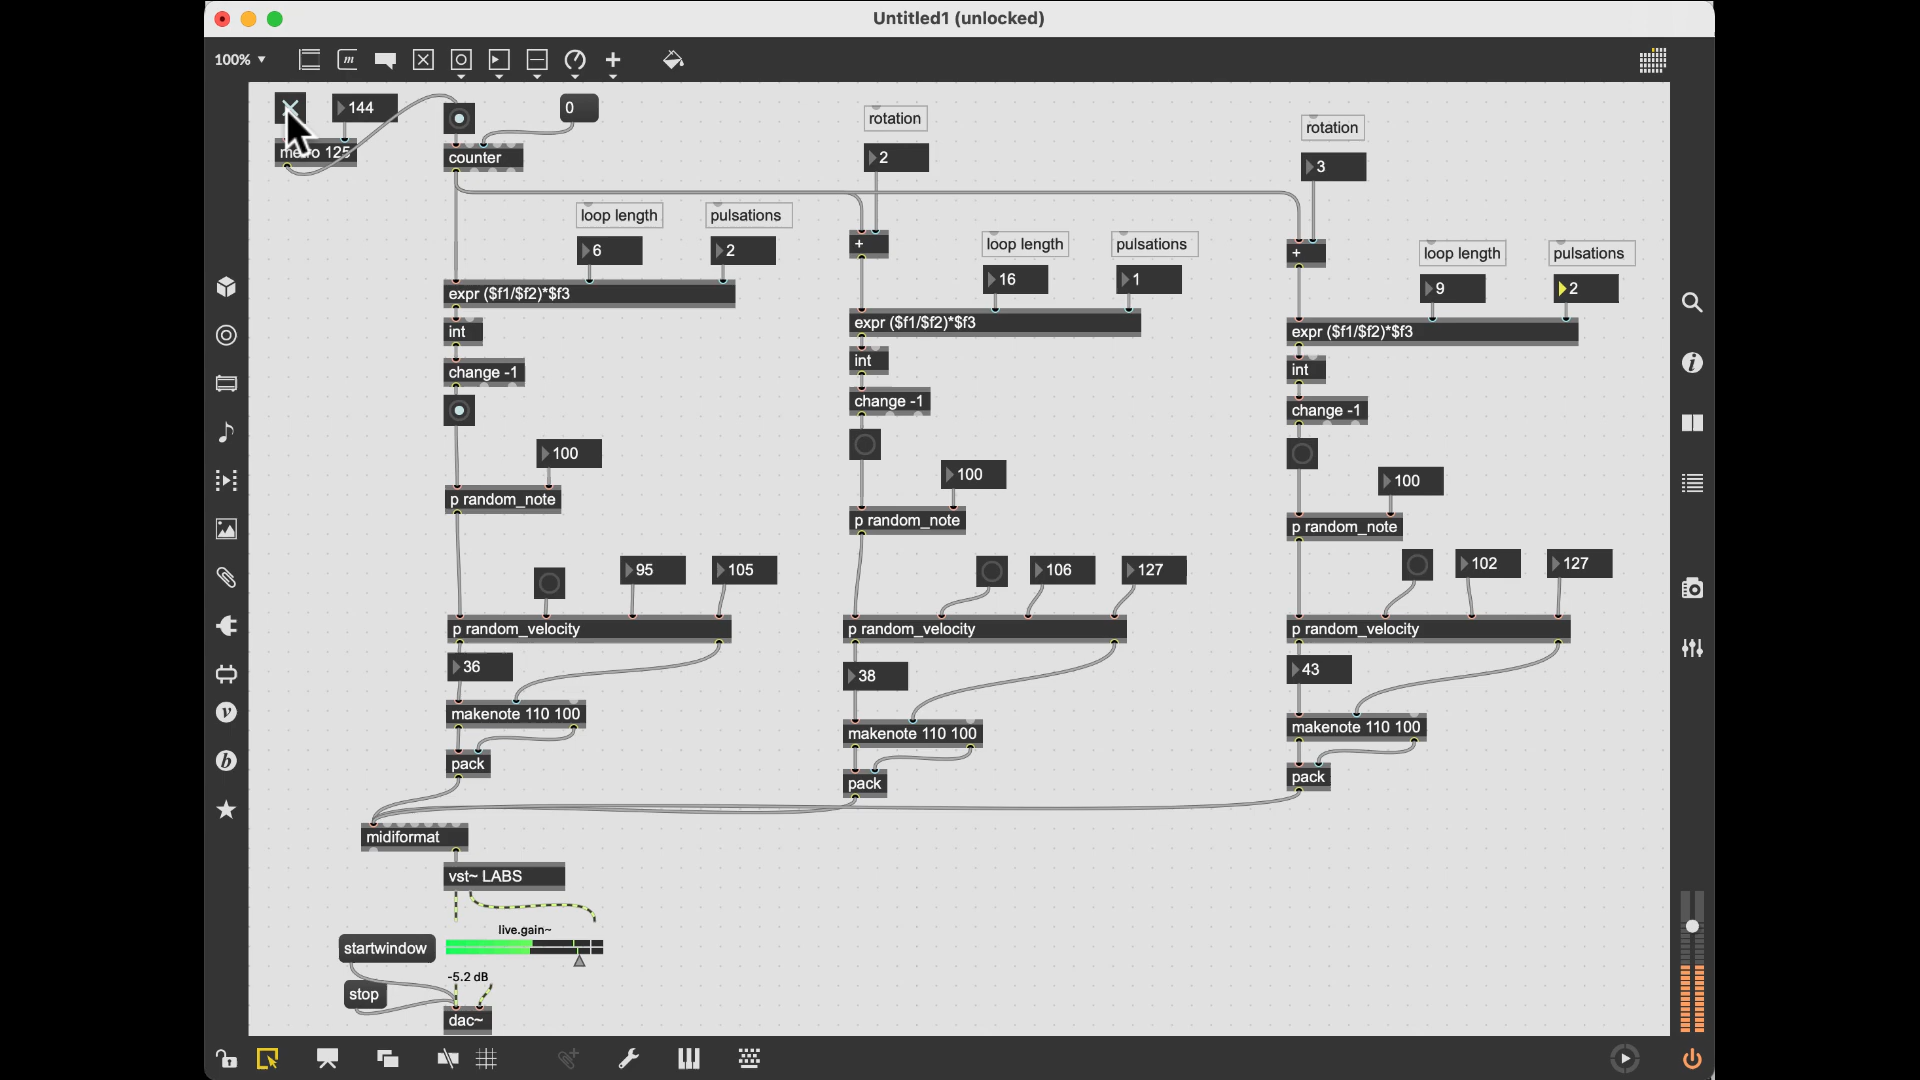 Untitled1 (unlocked)
100%
144
0
metro 125
counter
rotation
2
rotation
3
loop length
pulsations
6
2
+
loop length
pulsations
16
1
+
loop length
pulsations
9
2
expr ($f1/$f2)*$f3
expr ($f1/$f2)*$f3
expr ($f1/$f2)*$f3
int
int
int
change -1
change -1
change -1
100
100
100
p random_note
p random_note
p random_note
95
105
106
127
102
127
p random_velocity
p random_velocity
p random_velocity
36
38
43
makenote 110 100
makenote 110 100
makenote 110 100
pack
pack
pack
midiformat
vst~ LABS
live.gain~
startwindow
-5.2 dB
stop
dac~